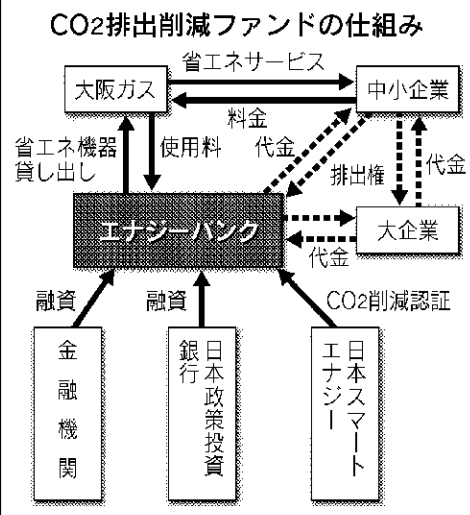 CO2排出削減ファンドの仕組み
省エネサービス
大阪ガス
中小企業
料金
省エネ機器
貸し出し
使用料
代金
排出権
代金
エナジーバンク
大企業
代金
融資
融資
CO2削減認証
金融機関
日本政策投資
銀行
日本スマート
エナジー